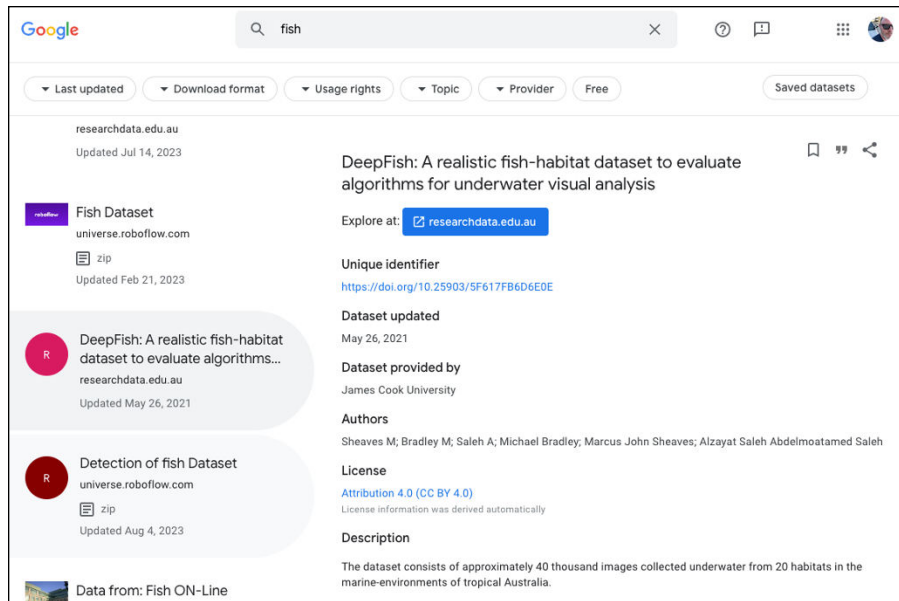 Google
fish
Last updated
Download format
Usage rights
Topic
Provider
Free
Saved datasets
researchdata.edu.au
Updated Jul 14, 2023
roboflow
Fish Dataset
universe.roboflow.com
zip
Updated Feb 21, 2023
R
DeepFish: A realistic fish-habitat
dataset to evaluate algorithms...
researchdata.edu.au
Updated May 26, 2021
R
Detection of fish Dataset
universe.roboflow.com
zip
Updated Aug 4, 2023
Data from: Fish ON-Line
DeepFish: A realistic fish-habitat dataset to evaluate
algorithms for underwater visual analysis
Explore at: researchdata.edu.au
Unique identifier
https://doi.org/10.25903/5F617FB6D6E0E
Dataset updated
May 26, 2021
Dataset provided by
James Cook University
Authors
Sheaves M; Bradley M; Saleh A; Michael Bradley; Marcus John Sheaves; Alzayat Saleh Abdelmoatamed Saleh
License
Attribution 4.0 (CC BY 4.0)
License information was derived automatically
Description
The dataset consists of approximately 40 thousand images collected underwater from 20 habitats in the
marine-environments of tropical Australia.